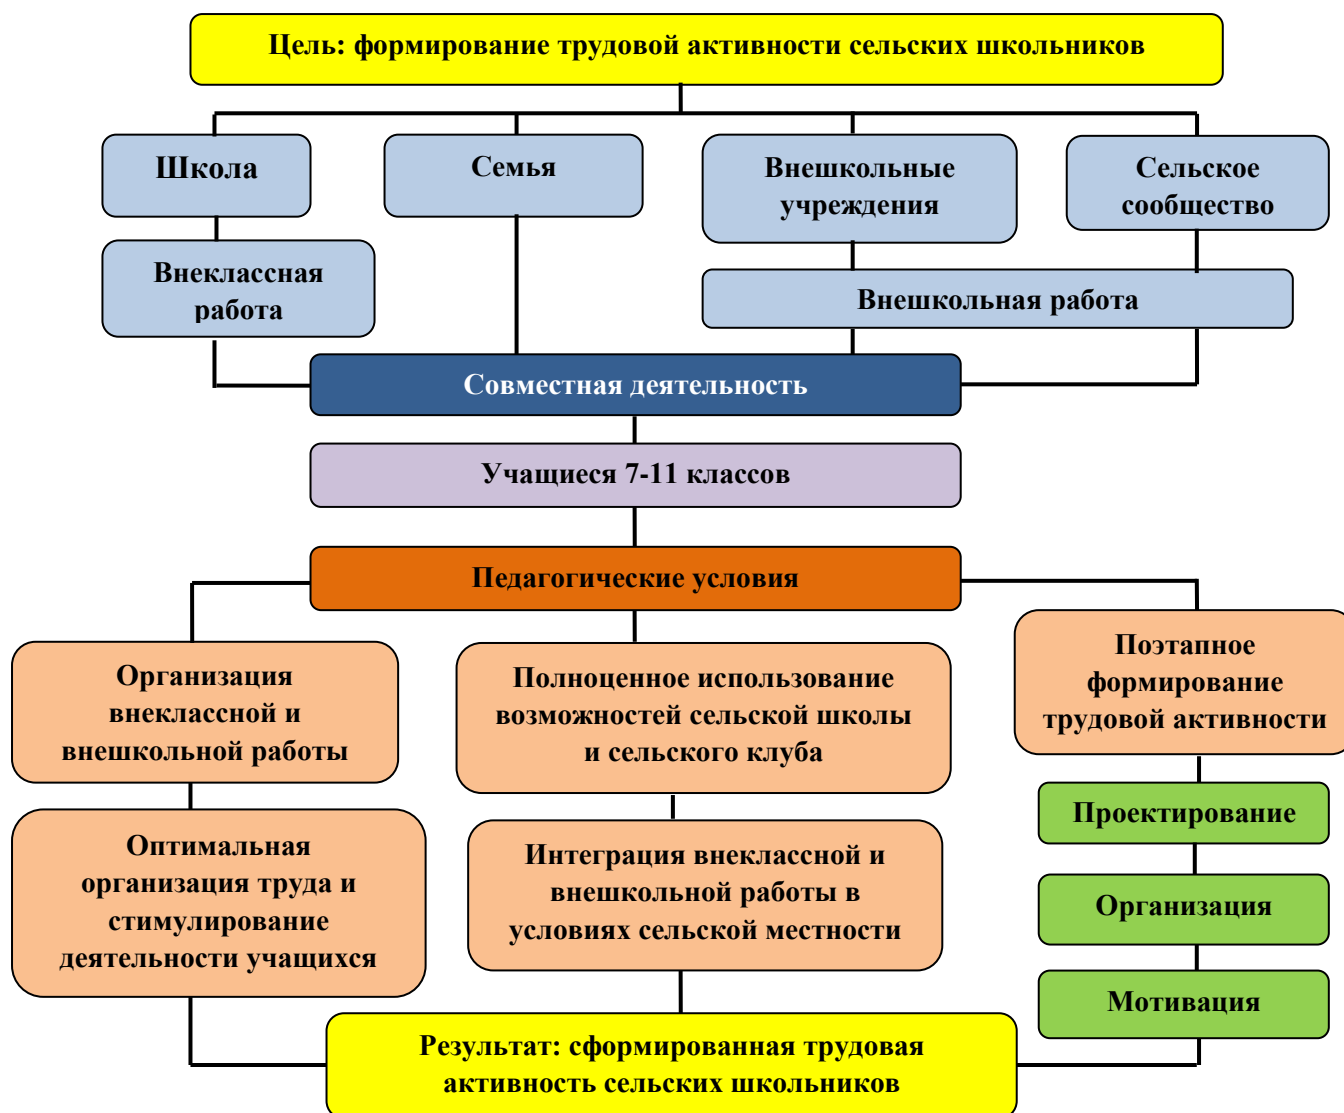 Цель: формирование трудовой активности сельских школьников
Школа
Семья
Внешкольные
учреждения
Сельское
сообщество
Внеклассная
работа
Внешкольная работа
Совместная деятельность
Учащиеся 7-11 классов
Педагогические условия
Организация
внеклассной и
внешкольной работы
Полноценное использование
возможностей сельской школы
и сельского клуба
Поэтапное
формирование
трудовой активности
Оптимальная
организация труда и
стимулирование
деятельности учащихся
Интеграция внеклассной и
внешкольной работы в
условиях сельской местности
Проектирование
Организация
Мотивация
Результат: сформированная трудовая
активность сельских школьников